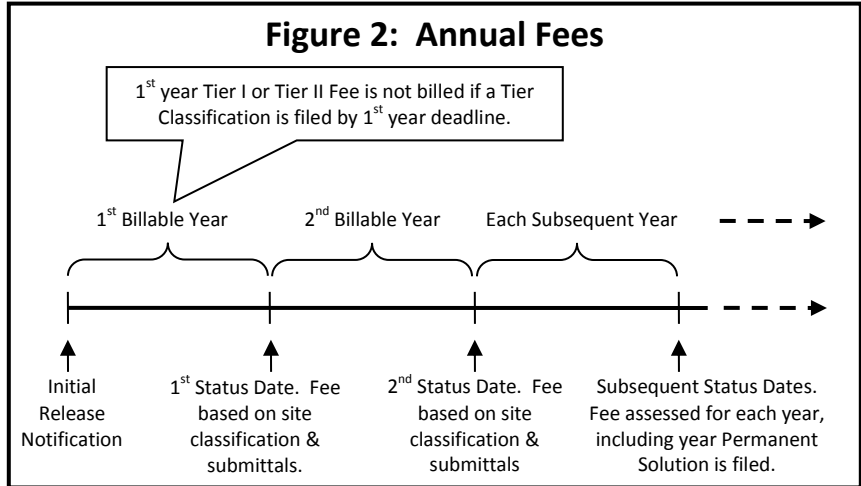 Figure 2: Annual Fees
1st year Tier I or Tier II Fee is not billed if a Tier
Classification is filed by 1st year deadline.
1st Billable Year
2nd Billable Year
Each Subsequent Year
Initial
Release
Notification
1st Status Date. Fee
based on site
classification &
submittals.
2nd Status Date. Fee
based on site
classification &
submittals
Subsequent Status Dates.
Fee assessed for each year,
including year Permanent
Solution is filed.